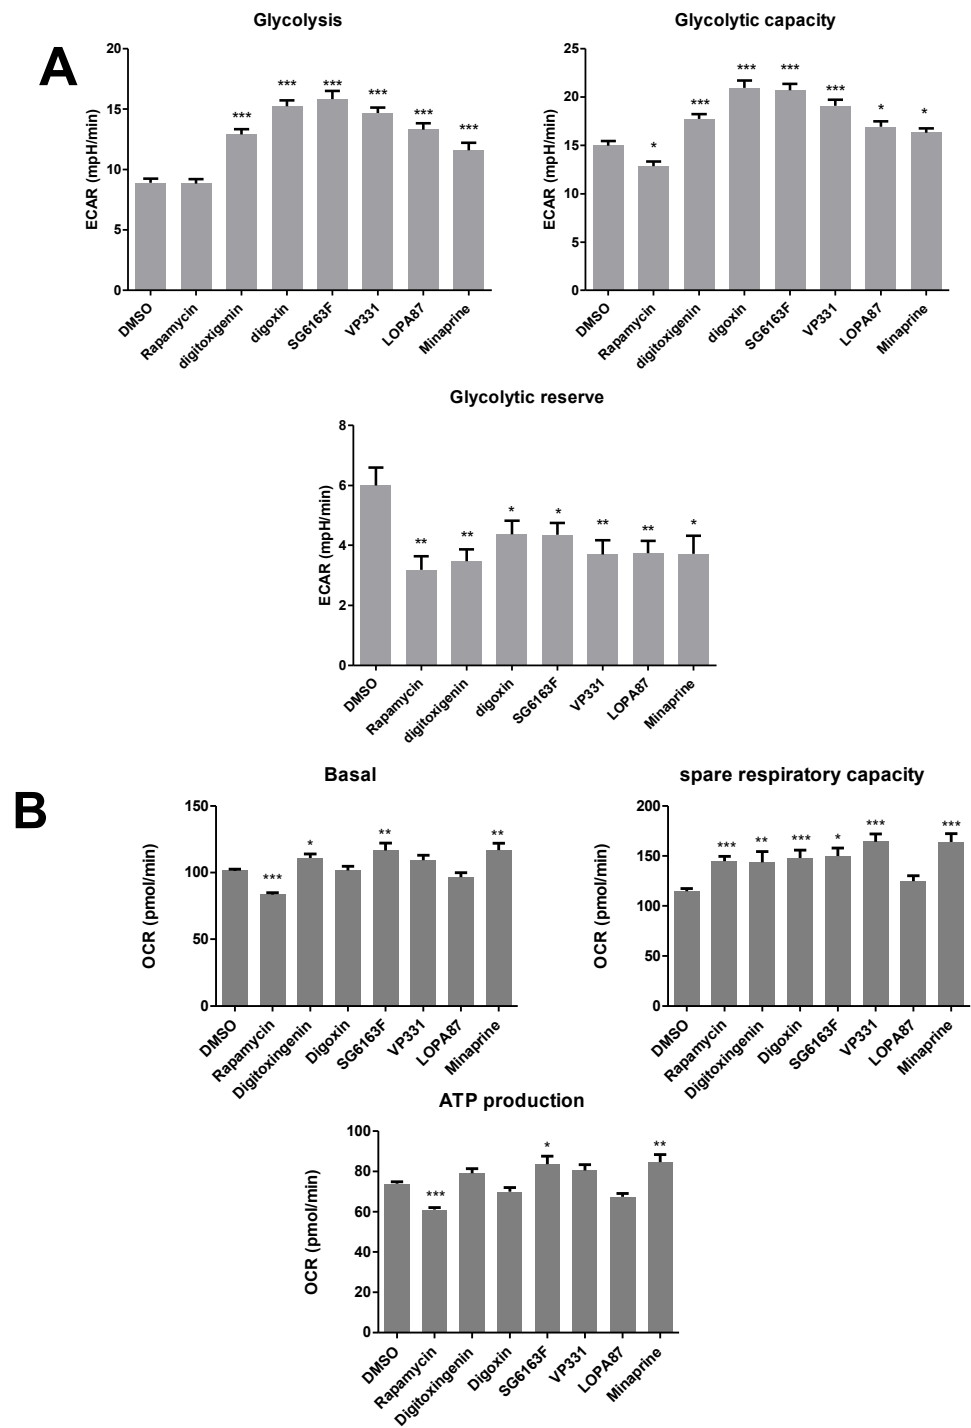 A
Glycolysis
ECAR (mpH/min)
20
15
10
5
0
***
***
***
***
***
***
DMSO
Rapamycin
digitoxigenin
digoxin
SG6163F
VP331
LOPA87
Minaprine
Glycolytic capacity
ECAR (mpH/min)
25
20
15
10
5
0
*
***
***
***
***
*
*
DMSO
Rapamycin
digitoxigenin
digoxin
SG6163F
VP331
LOPA87
Minaprine
Glycolytic reserve
ECAR (mpH/min)
8
6
4
2
0
**
**
*
*
**
**
*
DMSO
Rapamycin
digitoxigenin
digoxin
SG6163F
VP331
LOPA87
Minaprine
B
Basal
OCR (pmol/min)
150
100
50
0
***
*
**
**
DMSO
Rapamycin
Digitoxingenin
Digoxin
SG6163F
VP331
LOPA87
Minaprine
spare respiratory capacity
OCR (pmol/min)
200
150
100
50
0
***
**
***
*
***
***
DMSO
Rapamycin
Digitoxingenin
Digoxin
SG6163F
VP331
LOPA87
Minaprine
ATP production
OCR (pmol/min)
100
80
60
40
20
0
***
*
**
DMSO
Rapamycin
Digitoxingenin
Digoxin
SG6163F
VP331
LOPA87
Minaprine